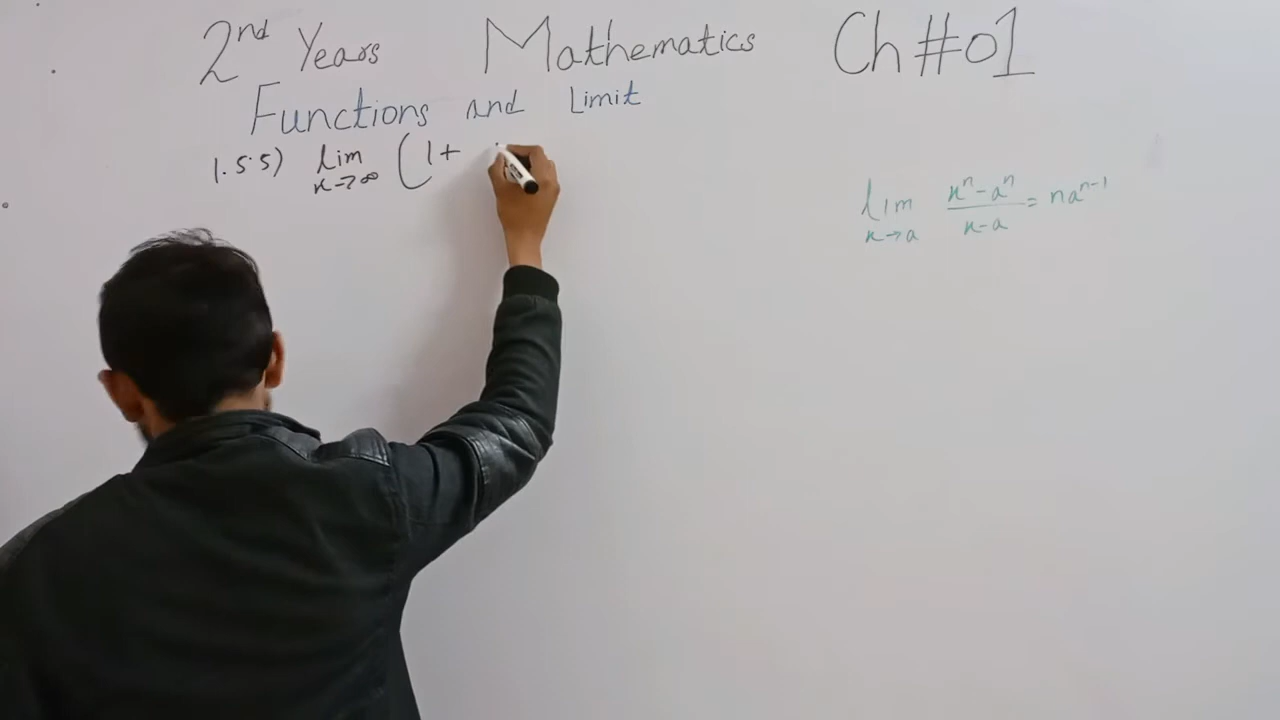 2nd Years Mathematics Ch#01
Functions and Limit
1.5.5) lim x→∞ (1+
lim x→a xⁿ-aⁿ / x-a = naⁿ⁻¹